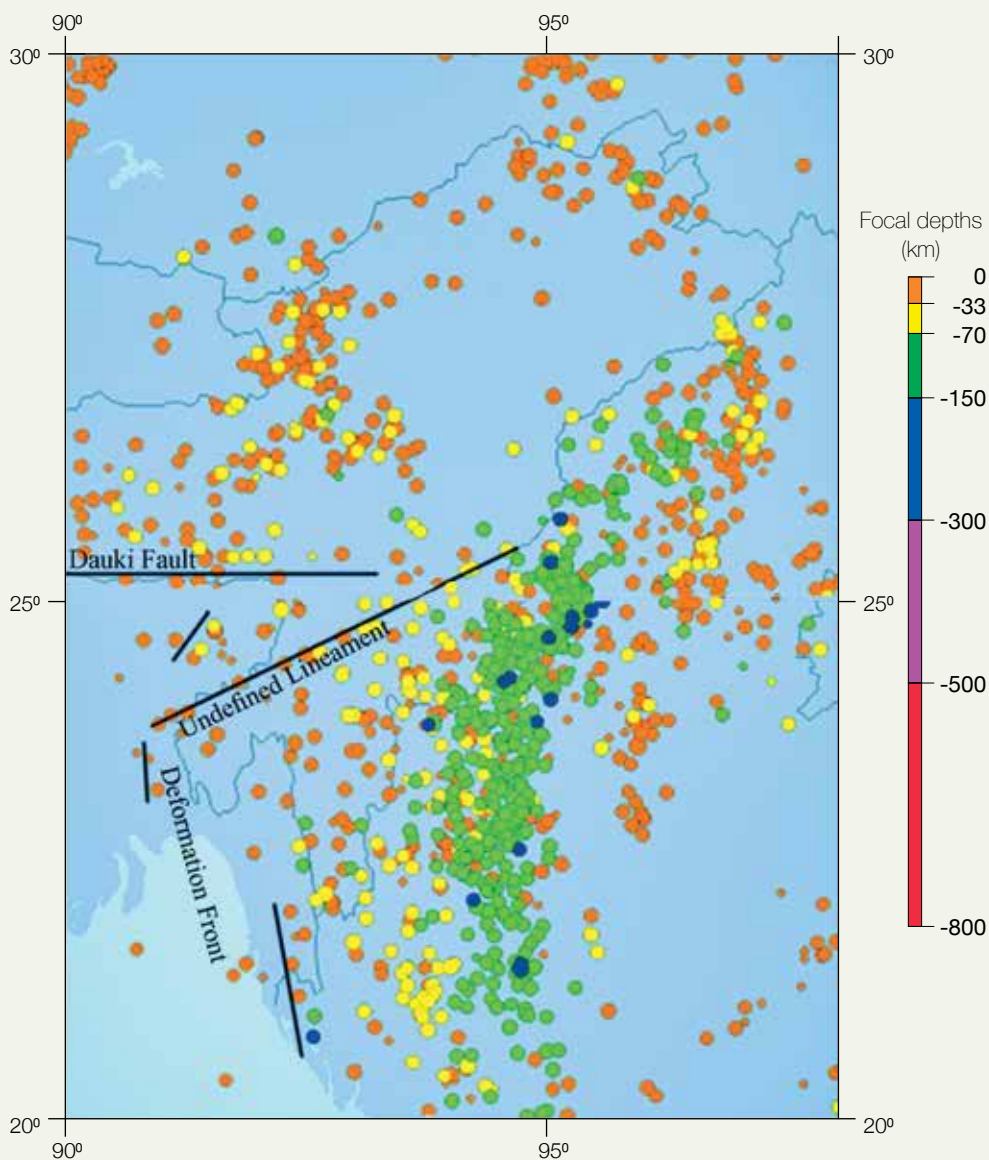 90⁰ 95⁰
30⁰ 30⁰
Focal depths
(km)
0
-33
-70
-150
-300
-500
-800
Dauki Fault
25⁰ 25⁰
Undefined Lineament
Deformation Front
20⁰ 20⁰
90⁰ 95⁰